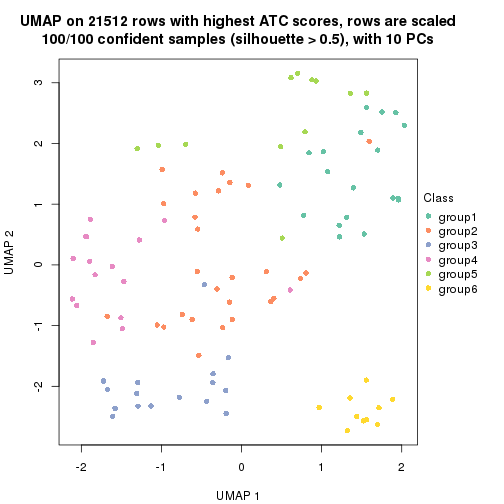 UMAP on 21512 rows with highest ATC scores, rows are scaled
100/100 confident samples (silhouette > 0.5), with 10 PCs
3
2
1
0
-1
-2
UMAP 2
-2
-1
0
1
2
UMAP 1
Class
group1
group2
group3
group4
group5
group6